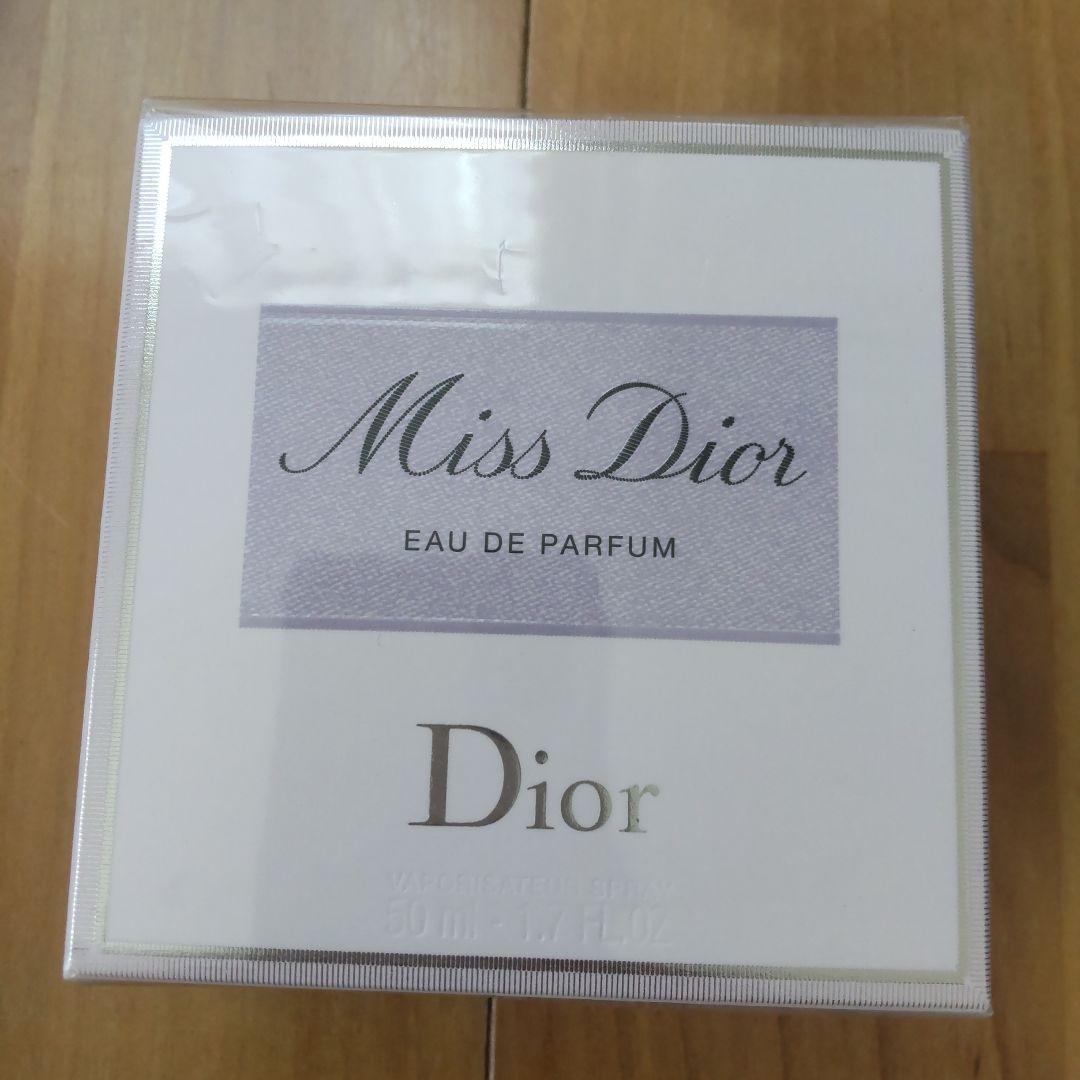 Miss Dior
EAU DE PARFUM
Dior
VAPORISATEUR SPRAY
50 ml - 1.7 FL.OZ